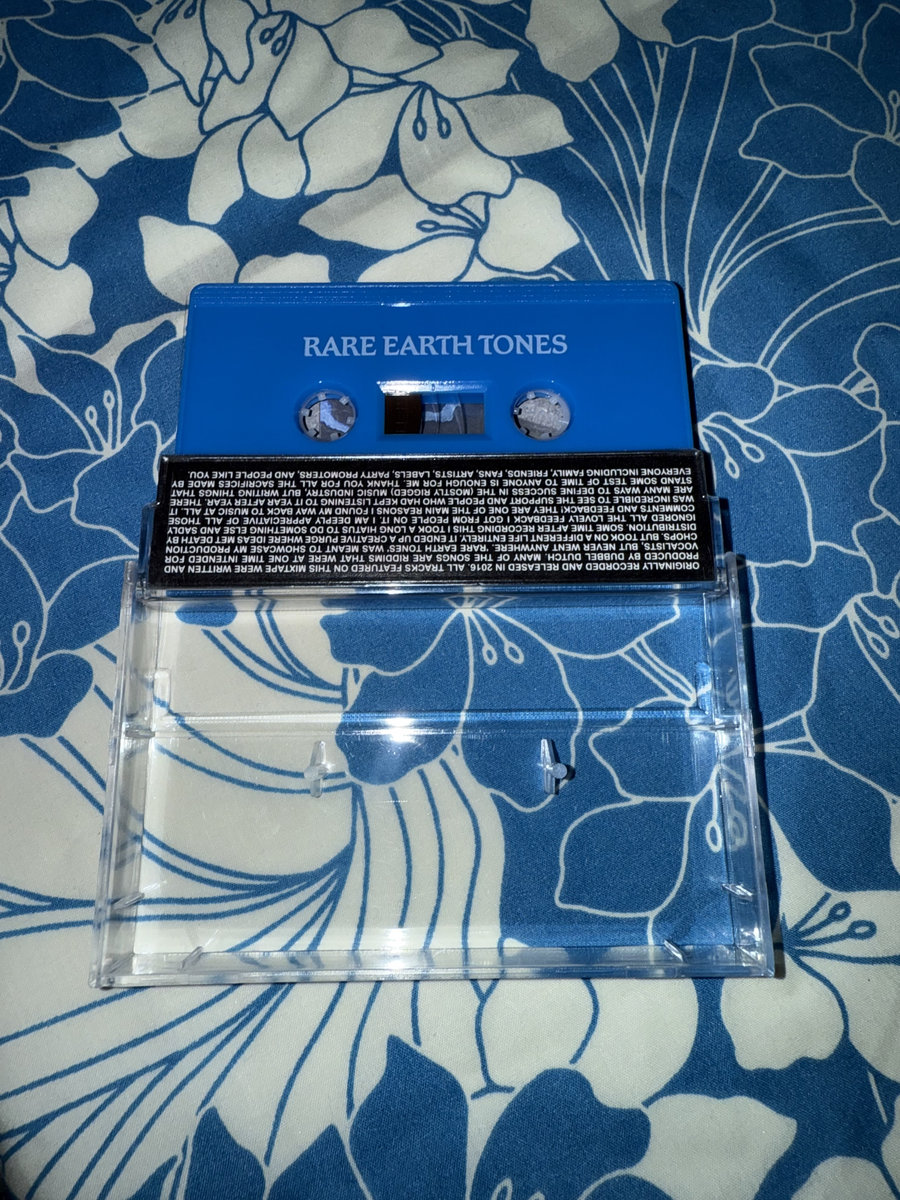 RARE EARTH TONES
ORIGINALLY RECORDED AND RELEASED IN 2016. ALL TRACKS FEATURED ON THIS MIXTAPE WERE WRITTEN AND
PRODUCED BY DABBLE DUTCH. MANY OF THE SONGS ARE RIDDIMS THAT WERE AT ONE TIME INTENDED FOR
VOCALISTS, BUT NEVER WENT ANYWHERE. 'RARE EARTH TONES' WAS MEANT TO SHOWCASE MY PRODUCTION
CHOPS, BUT TOOK ON A DIFFERENT LIFE ENTIRELY. IT ENDED UP A CREATIVE PURGE WHERE IDEAS MET DEATH BY
DISTRIBUTION. SOME TIME AFTER RECORDING THIS I TOOK A LONG HIATUS TO DO SOMETHING ELSE AND SAID
IGNORED ALL THE LOVELY FEEDBACK I GOT FROM PEOPLE ON IT. I AM DEEPLY APPRECIATIVE OF ALL THOSE
COMMENTS AND FEEDBACK; THEY ARE ONE OF THE MAIN REASONS I FOUND MY WAY BACK TO MUSIC AT ALL. IT
WAS INCREDIBLE TO SEE THE SUPPORT AND PEOPLE WHO HAD KEPT LISTENING TO IT YEAR AFTER YEAR. THERE
ARE MANY WAYS TO DEFINE SUCCESS IN THE (MOSTLY RIGGED) MUSIC INDUSTRY, BUT WRITING THINGS THAT
STAND SOME TEST OF TIME TO ANYONE IS ENOUGH FOR ME. THANK YOU FOR ALL THE SACRIFICES MADE BY
EVERYONE INCLUDING FAMILY, FRIENDS, FANS, ARTISTS, LABELS, PARTY PROMOTERS, AND PEOPLE LIKE YOU.